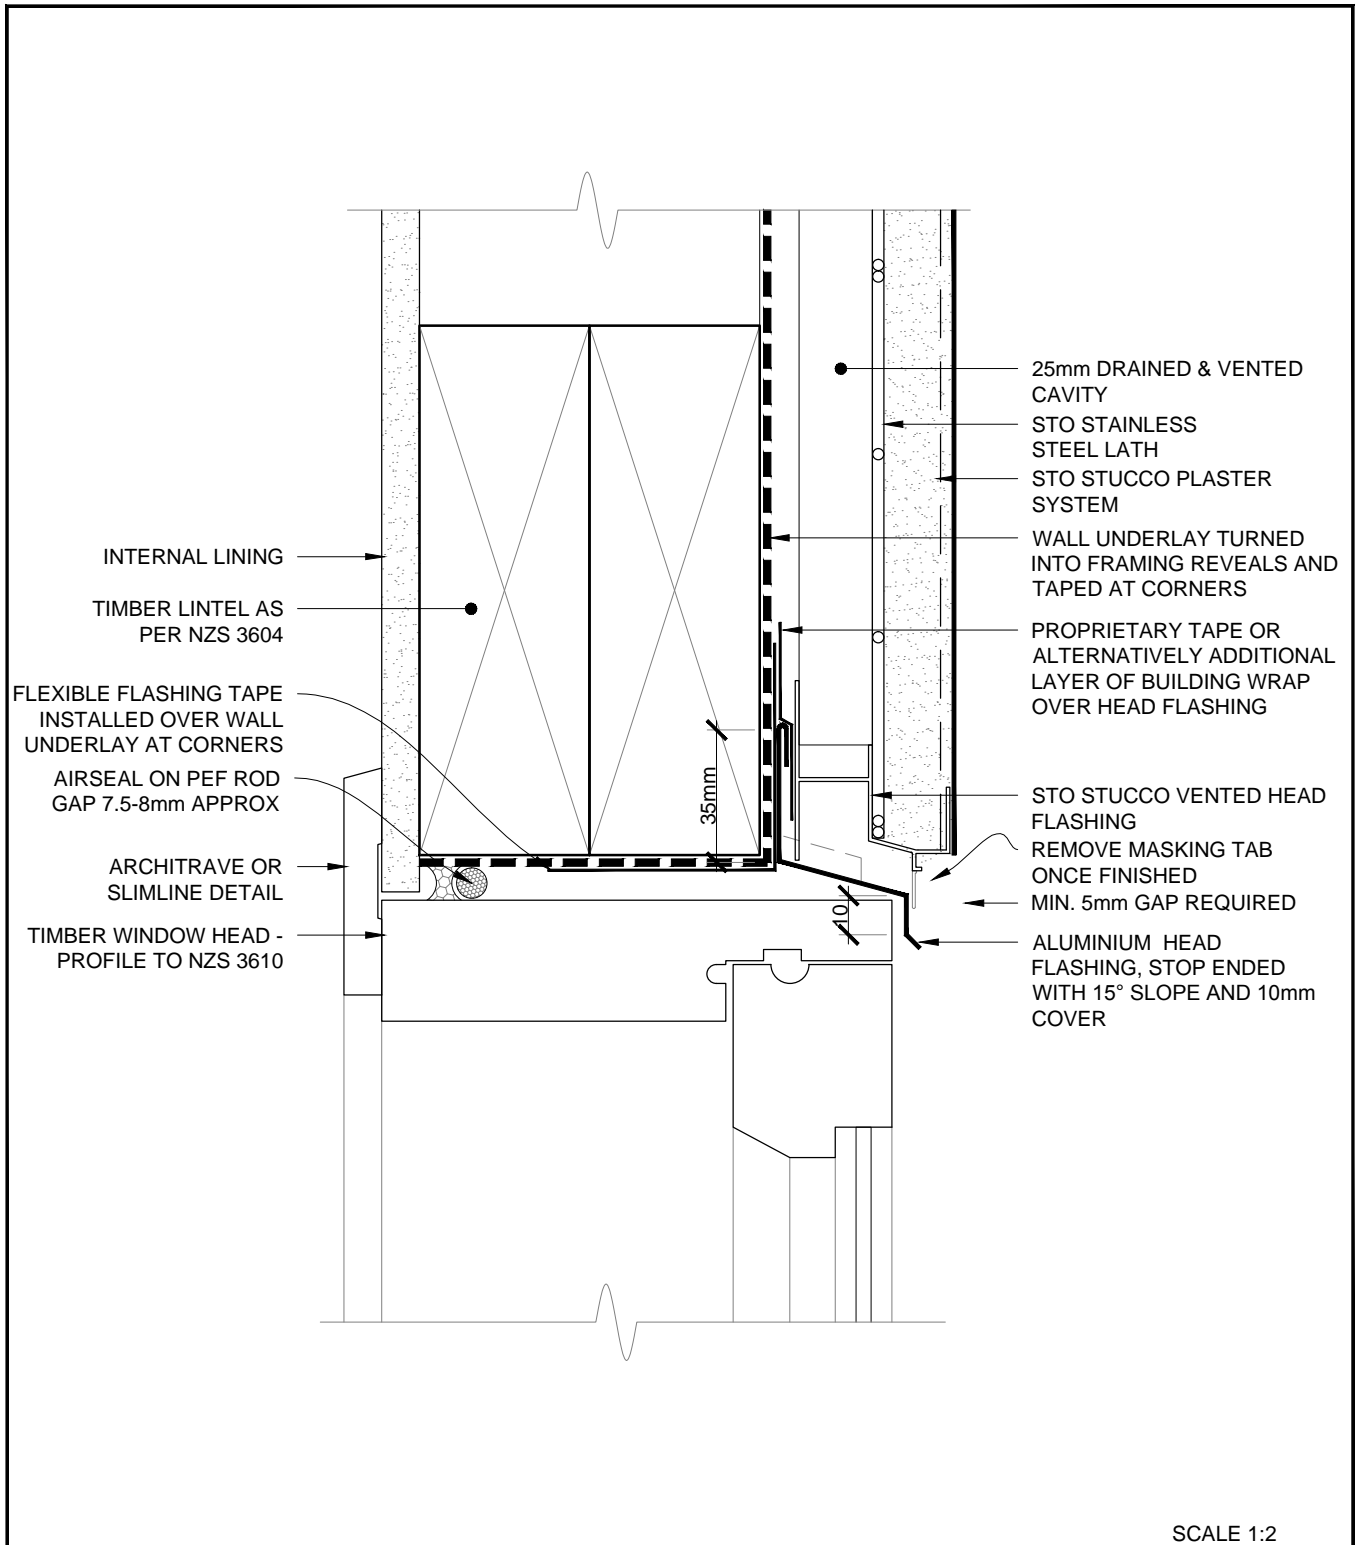 INTERNAL LINING
TIMBER LINTEL AS
PER NZS 3604
FLEXIBLE FLASHING TAPE
INSTALLED OVER WALL
UNDERLAY AT CORNERS
AIRSEAL ON PEF ROD
GAP 7.5-8mm APPROX
ARCHITRAVE OR
SLIMLINE DETAIL
TIMBER WINDOW HEAD -
PROFILE TO NZS 3610
35mm
10
25mm DRAINED & VENTED
CAVITY
STO STAINLESS
STEEL LATH
STO STUCCO PLASTER
SYSTEM
WALL UNDERLAY TURNED
INTO FRAMING REVEALS AND
TAPED AT CORNERS
PROPRIETARY TAPE OR
ALTERNATIVELY ADDITIONAL
LAYER OF BUILDING WRAP
OVER HEAD FLASHING
STO STUCCO VENTED HEAD
FLASHING
REMOVE MASKING TAB
ONCE FINISHED
MIN. 5mm GAP REQUIRED
ALUMINIUM HEAD
FLASHING, STOP ENDED
WITH 15° SLOPE AND 10mm
COVER
SCALE 1:2